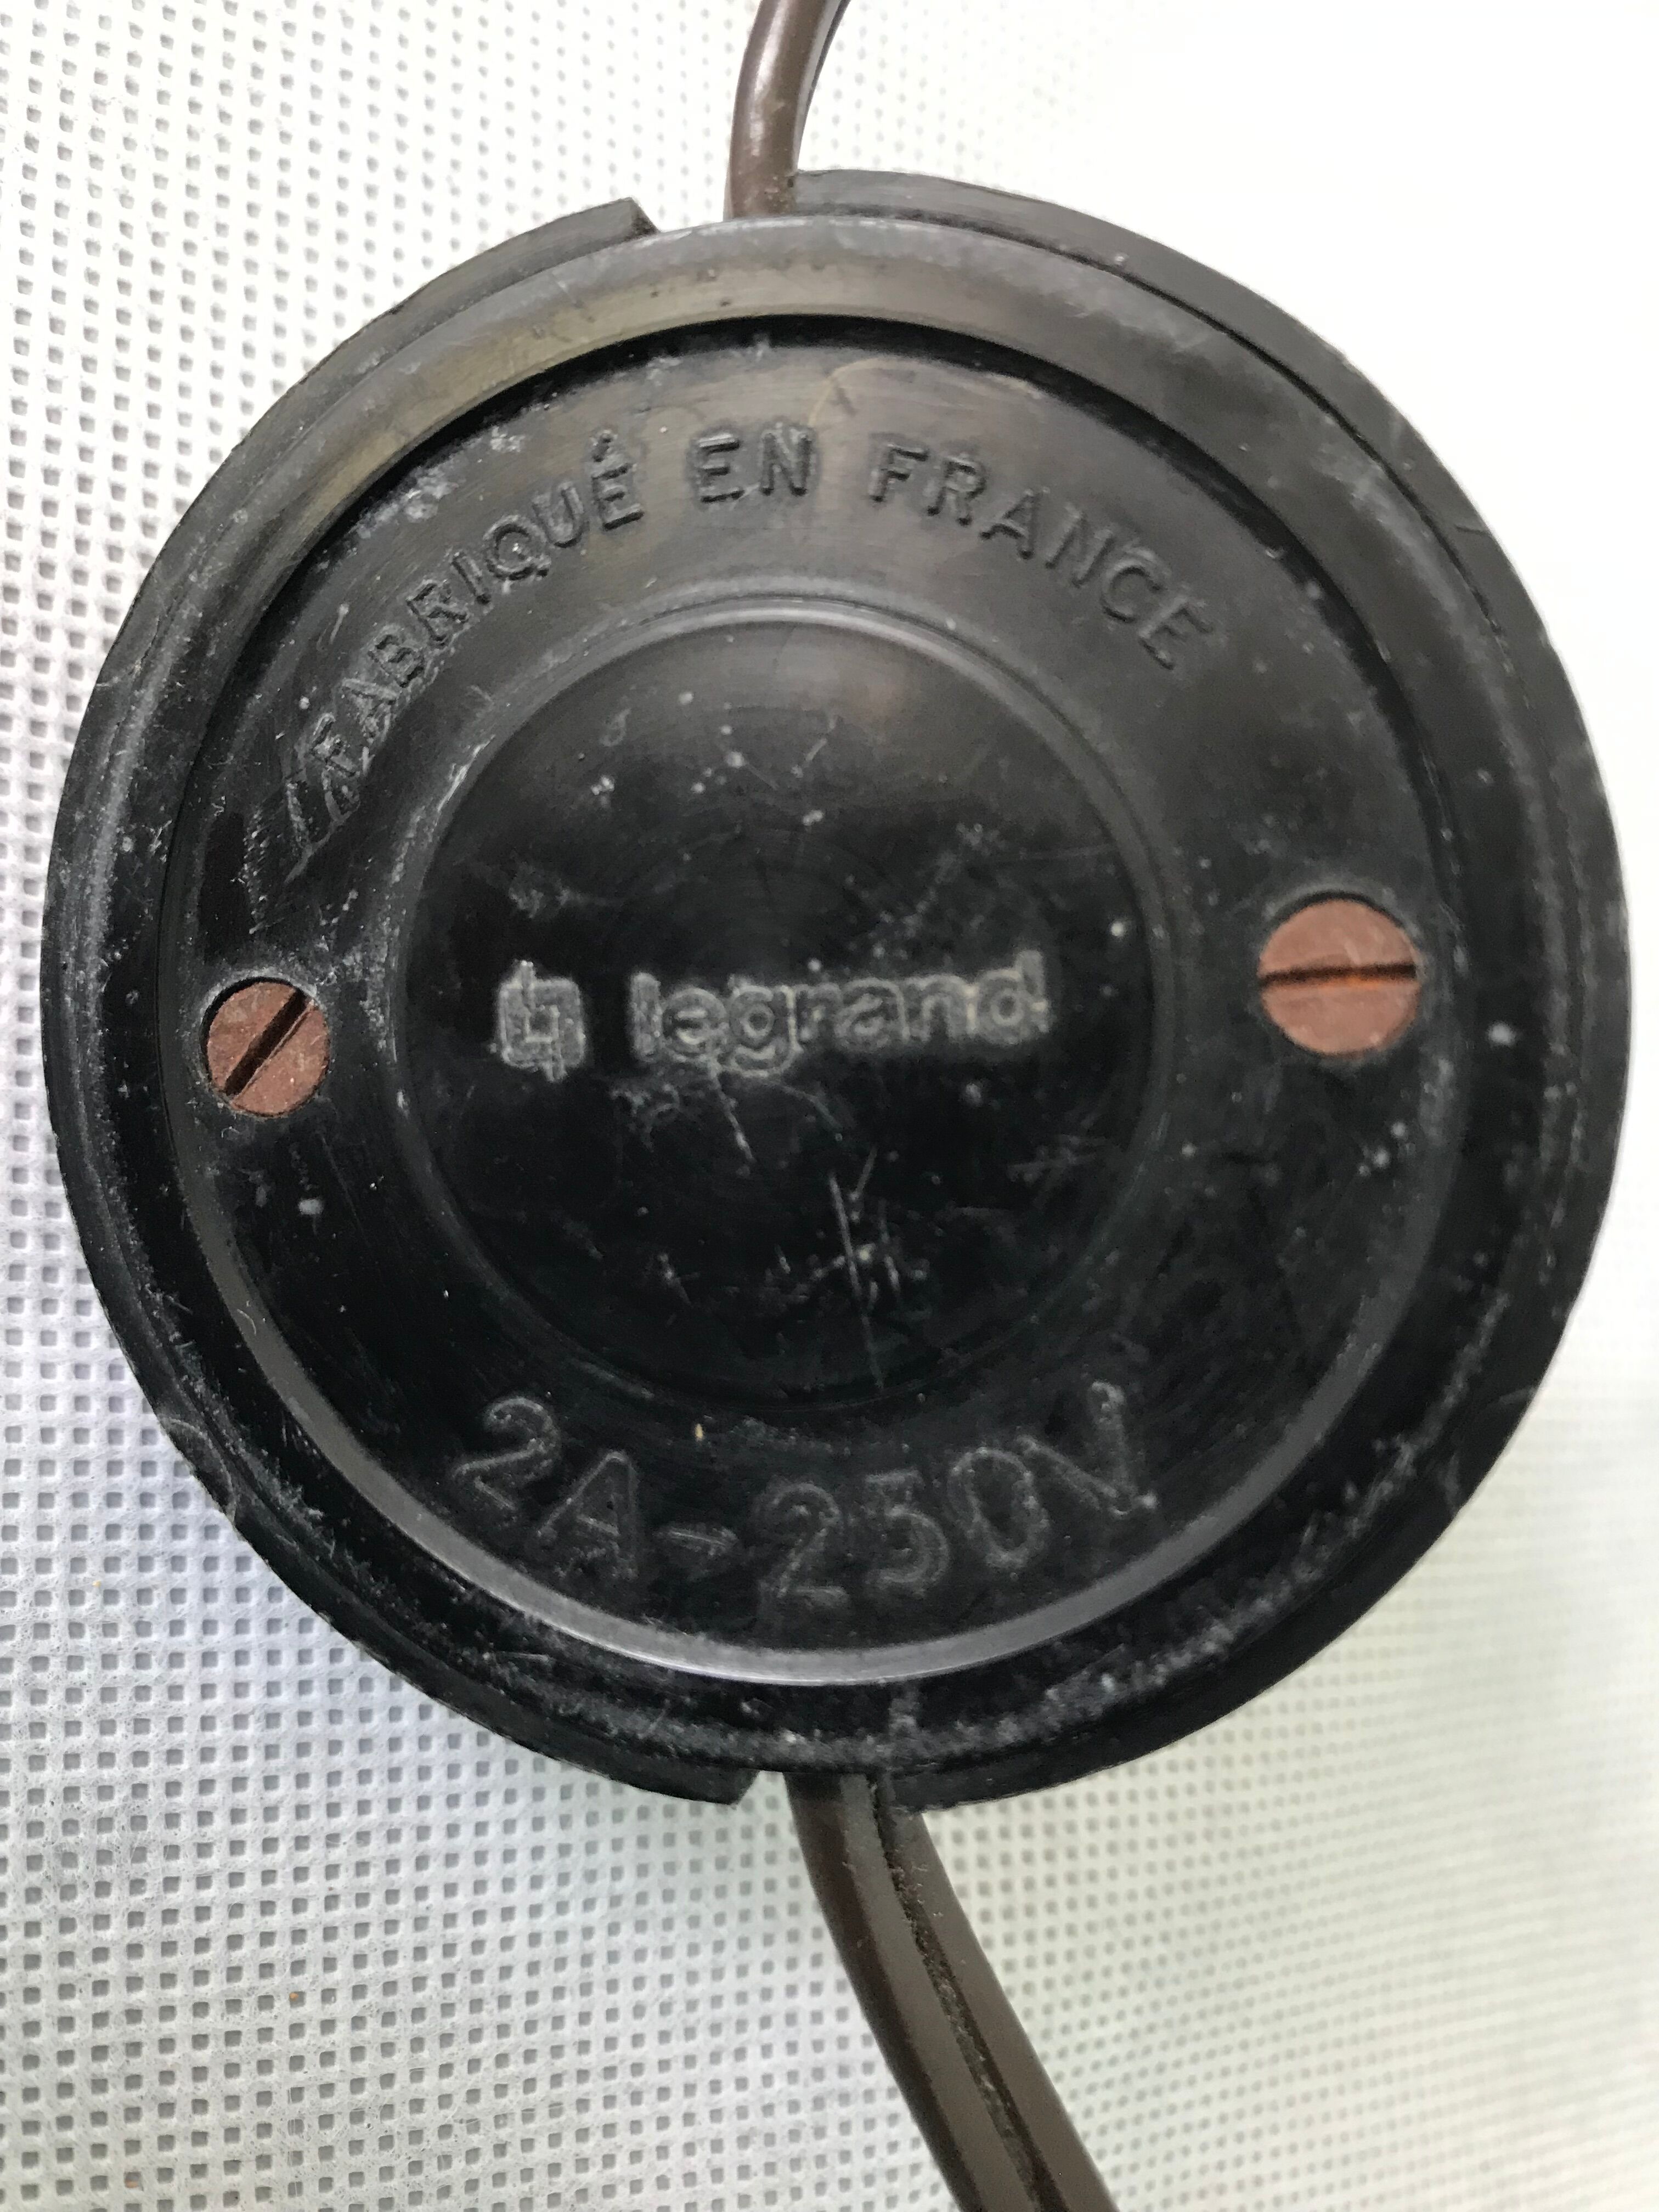 FABRIQUÉ EN FRANCE
legrand
2A-250V